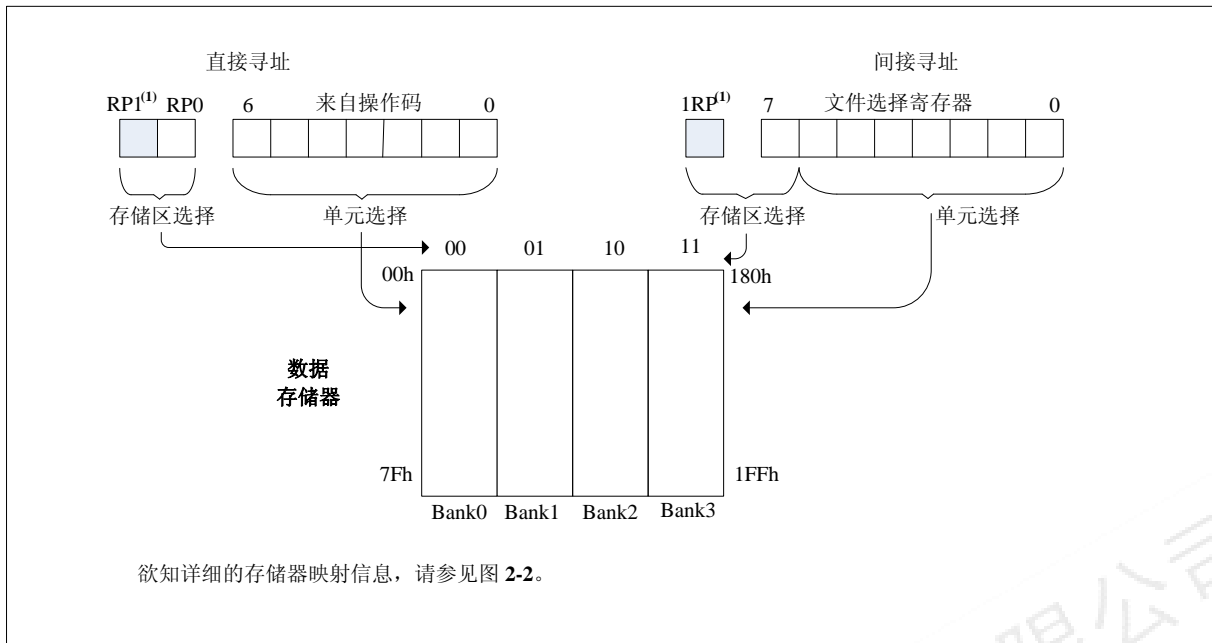 直接寻址
间接寻址
RP1(1) RP0 6 来自操作码 0
1RP(1) 7 文件选择寄存器 0
存储区选择 单元选择
存储区选择 单元选择
00 01 10 11
00h 180h
数据
存储器
7Fh 1FFh
Bank0 Bank1 Bank2 Bank3
欲知详细的存储器映射信息，请参见图 2-2。
限公司